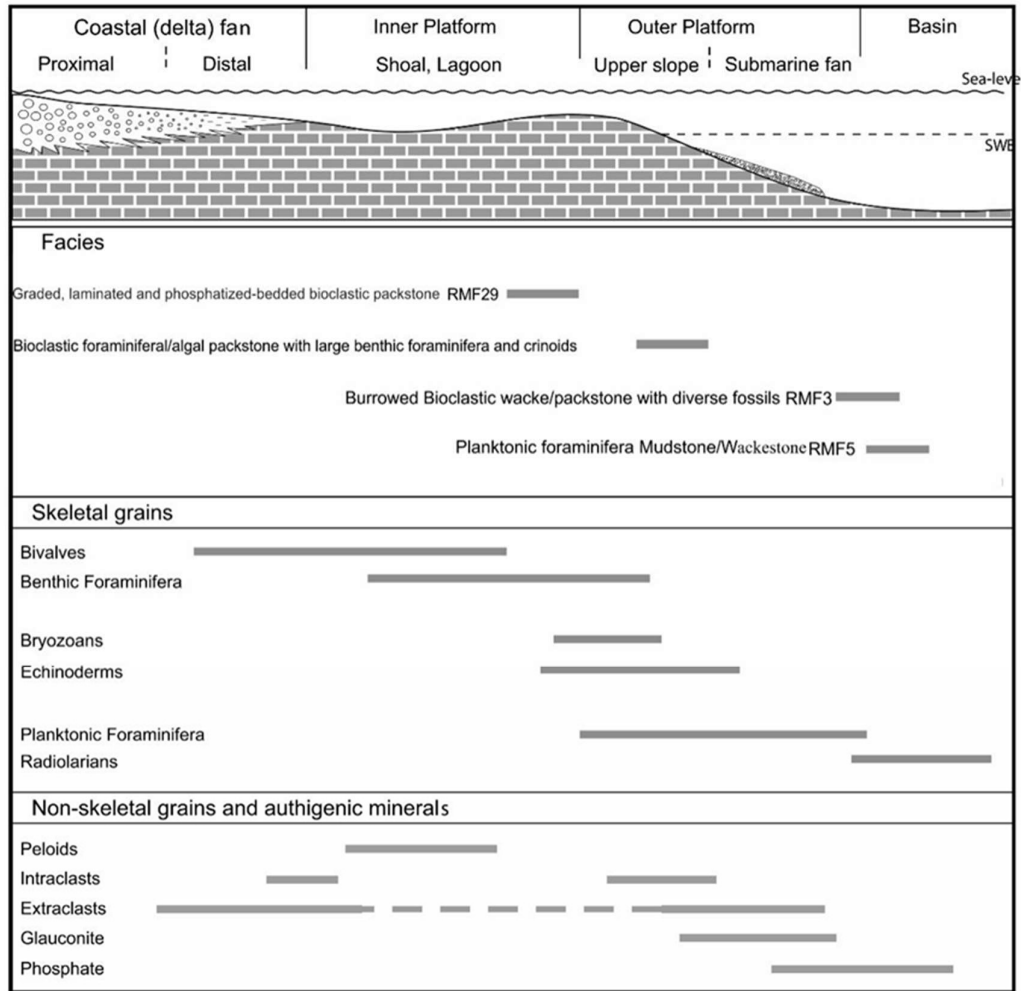 Coastal (delta) fan Inner Platform Outer Platform Basin
Proximal Distal Shoal, Lagoon Upper slope Submarine fan
Sea-leve
SWB
Facies
Graded, laminated and phosphatized-bedded bioclastic packstone RMF29
Bioclastic foraminiferal/algal packstone with large benthic foraminifera and crinoids
Burrowed Bioclastic wacke/packstone with diverse fossils RMF3
Planktonic foraminifera Mudstone/Wackestone RMF5
Skeletal grains
Bivalves
Benthic Foraminifera
Bryozoans
Echinoderms
Planktonic Foraminifera
Radiolarians
Non-skeletal grains and authigenic minerals
Peloids
Intraclasts
Extraclasts
Glauconite
Phosphate